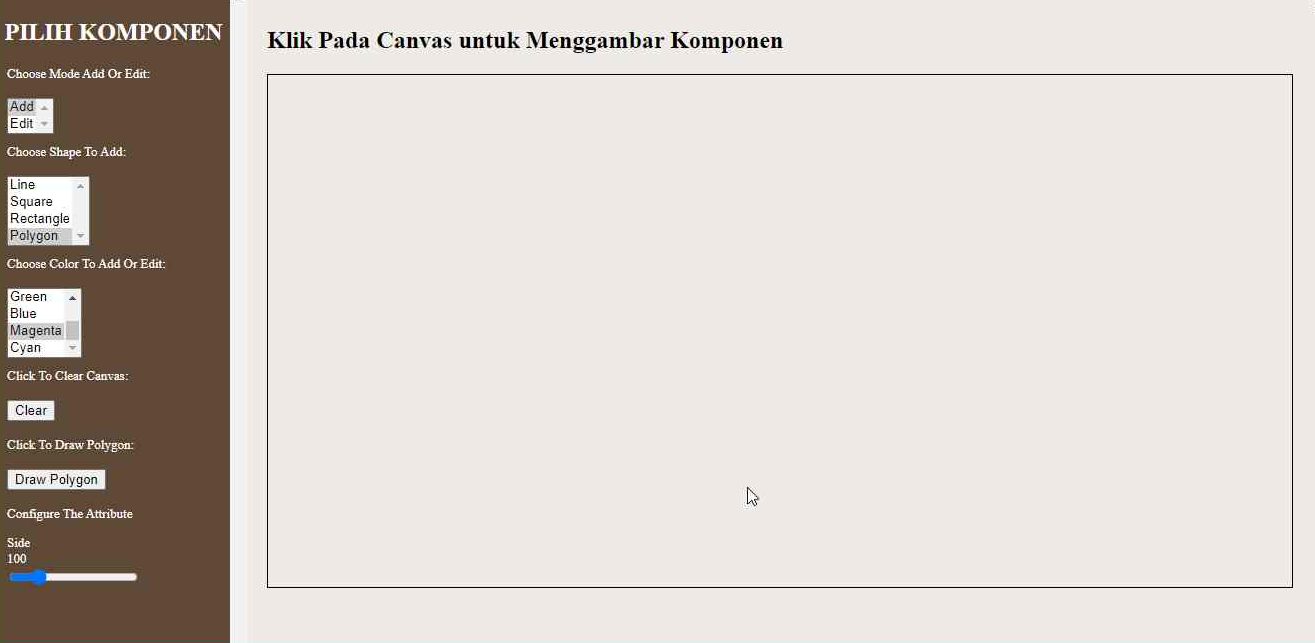 PILIH KOMPONEN
Choose Mode Add Or Edit:
Add
Edit
Choose Shape To Add:
Line
Square
Rectangle
Polygon
Choose Color To Add Or Edit:
Green
Blue
Magenta
Cyan
Click To Clear Canvas:
Clear
Click To Draw Polygon:
Draw Polygon
Configure The Attribute
Side
100
Klik Pada Canvas untuk Menggambar Komponen